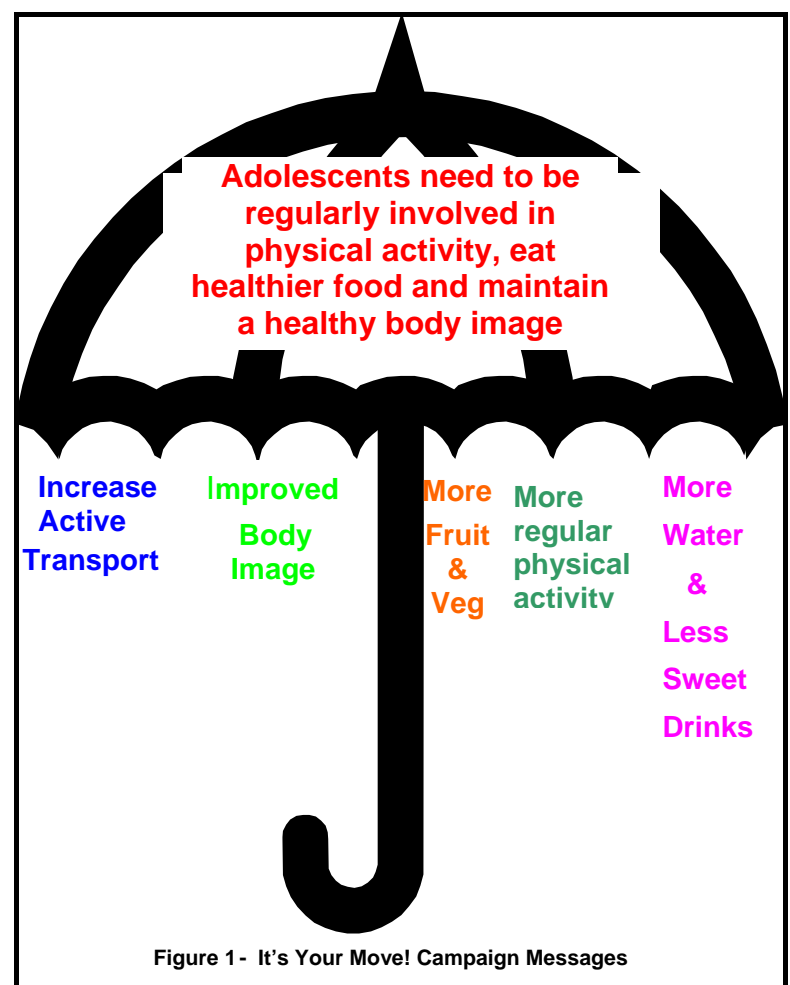 Adolescents need to be
regularly involved in
physical activity, eat
healthier food and maintain
a healthy body image
Increase
Active
Transport
Improved
Body
Image
More
Fruit
&
Veg
More
regular
physical
activity
More
Water
&
Less
Sweet
Drinks
Figure 1 - It's Your Move! Campaign Messages